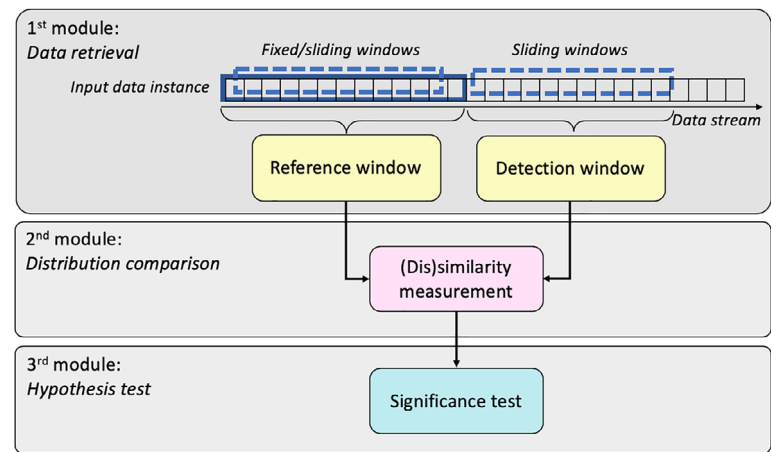 1st module:
Data retrieval
Fixed/sliding windows
Sliding windows
Input data instance
Data stream
Reference window
Detection window
2nd module:
Distribution comparison
(Dis)similarity
measurement
3rd module:
Hypothesis test
Significance test